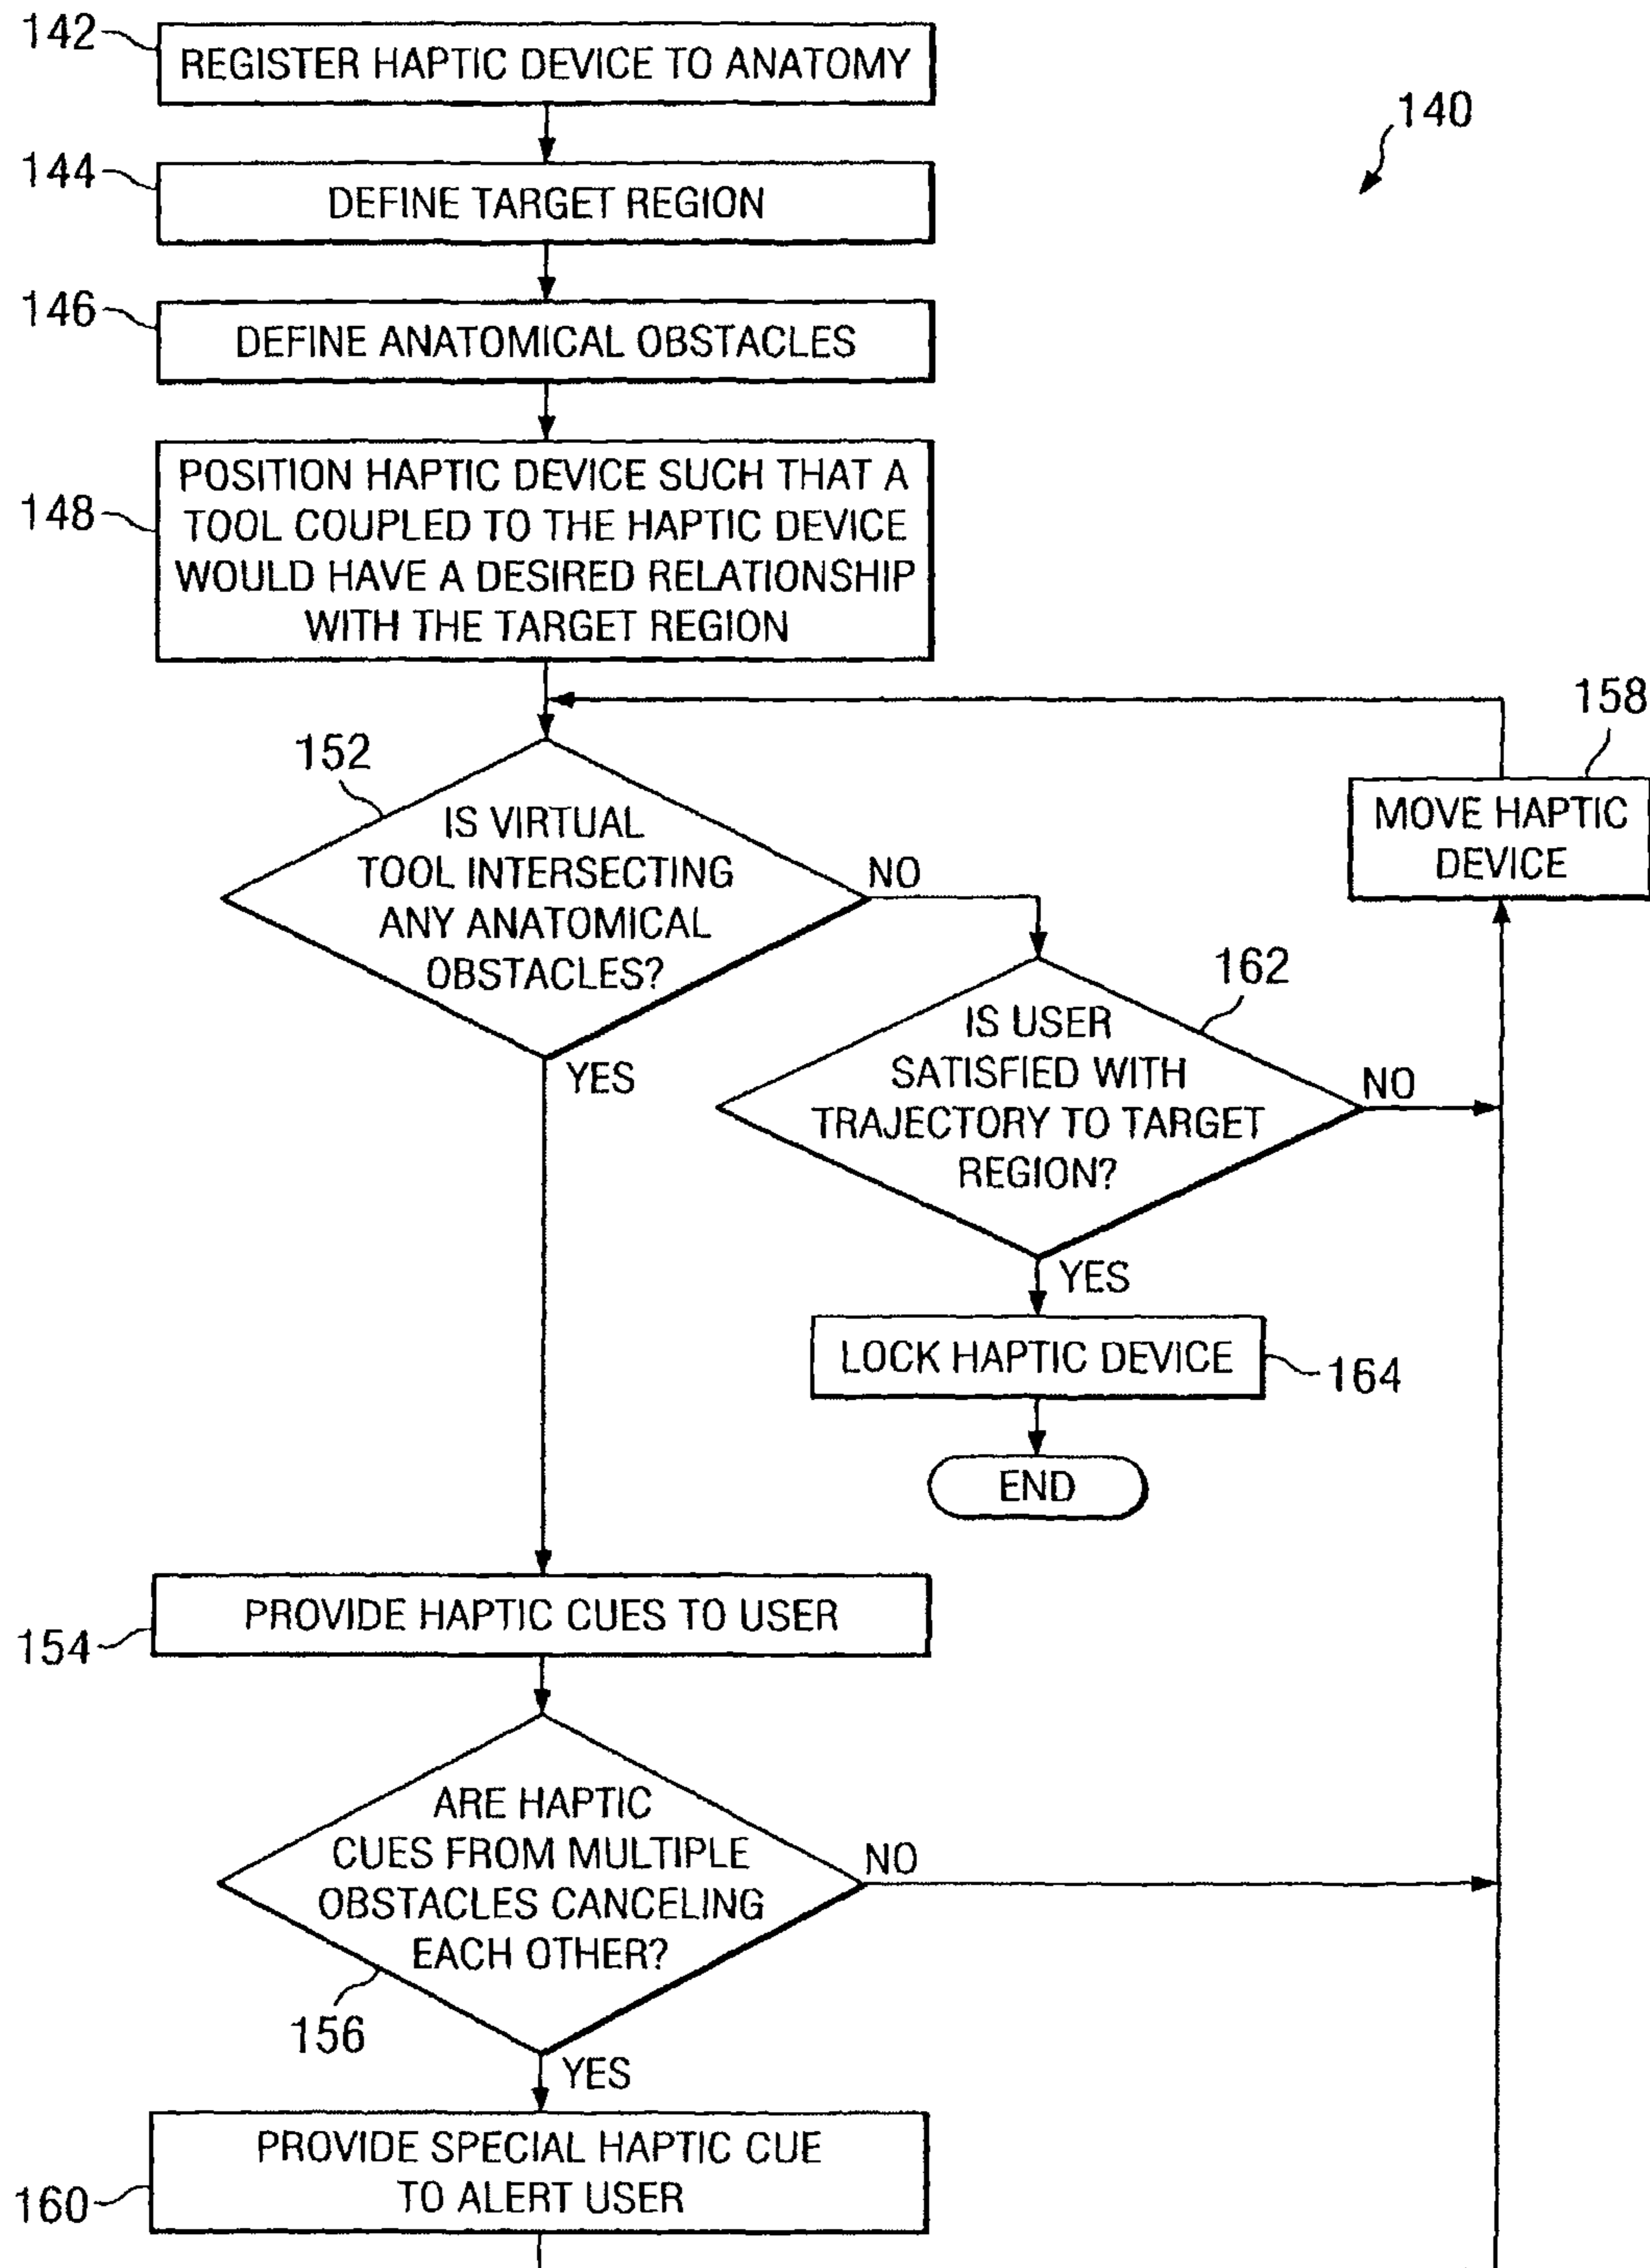 142
REGISTER HAPTIC DEVICE TO ANATOMY
140
144
DEFINE TARGET REGION
146
DEFINE ANATOMICAL OBSTACLES
148
POSITION HAPTIC DEVICE SUCH THAT A
TOOL COUPLED TO THE HAPTIC DEVICE
WOULD HAVE A DESIRED RELATIONSHIP
WITH THE TARGET REGION
158
MOVE HAPTIC
DEVICE
152
IS VIRTUAL
TOOL INTERSECTING
ANY ANATOMICAL
OBSTACLES?
NO
YES
162
IS USER
SATISFIED WITH
TRAJECTORY TO TARGET
REGION?
NO
YES
LOCK HAPTIC DEVICE
164
END
154
PROVIDE HAPTIC CUES TO USER
ARE HAPTIC
CUES FROM MULTIPLE
OBSTACLES CANCELING
EACH OTHER?
NO
156
YES
160
PROVIDE SPECIAL HAPTIC CUE
TO ALERT USER